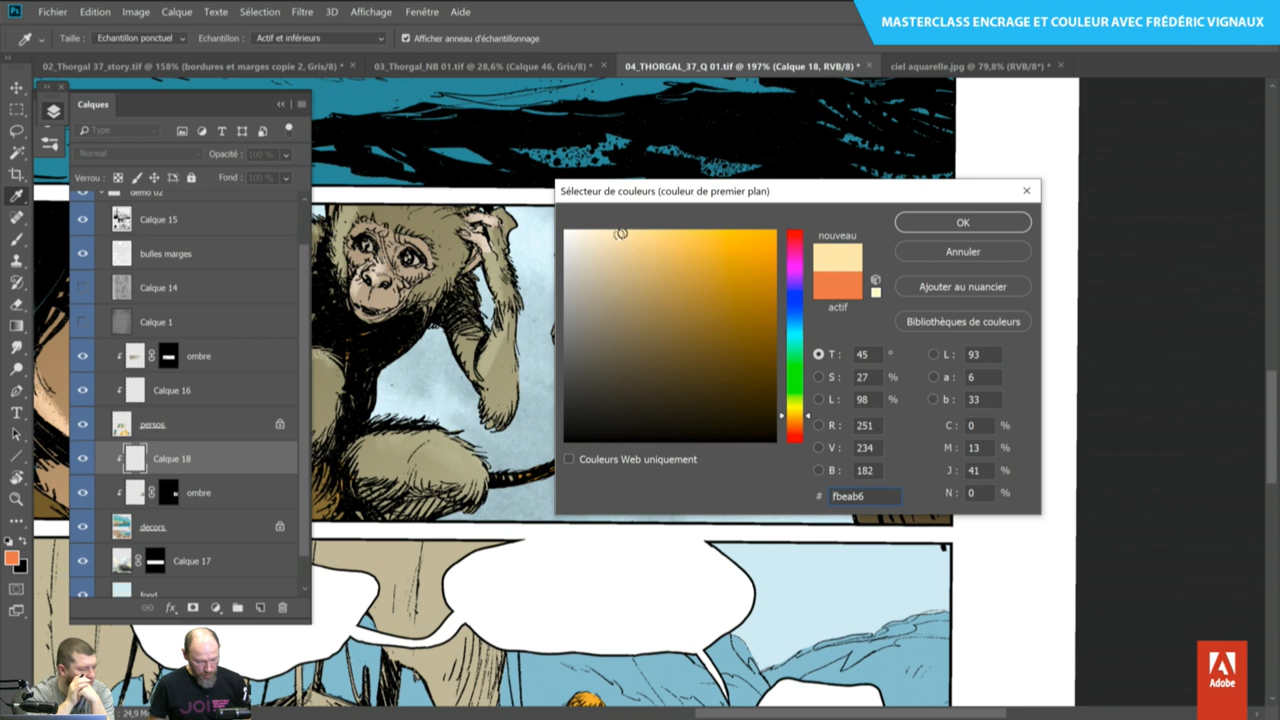 Ps Fichier Edition Image Calque Texte Sélection Filtre 3D Affichage Fenêtre Aide
MASTERCLASS ENCRAGE ET COULEUR AVEC FRÉDÉRIC VIGNAUX
Taille : Echantillon ponctuel Echantillon : Actif et inférieurs Afficher anneau d'échantillonnage
02_Thorgal 37_story.tif @ 158% (bordures et marges copie 2, Gris/8) * × 03_Thorgal_NB 01.tif @ 28,6% (Calque 46, Gris/8) * × 04_THORGAL_37_Q 01.tif @ 197% (Calque 18, RVB/8) * × ciel aquarelle.jpg @ 79,8% (RVB/8*) * ×
Calques
Type
Normal Opacité : 100 %
Verrou : Fond : 100 %
demo 02
Calque 15
bulles marges
Calque 14
Calque 1
ombre
Calque 16
persos
Calque 18
ombre
decors
Calque 17
fond
fx
Sélecteur de couleurs (couleur de premier plan)
nouveau
actif
OK
Annuler
Ajouter au nuancier
Bibliothèques de couleurs
T : 45 ° L : 93
S : 27 % a : 6
L : 98 % b : 33
R : 251 C : 0 %
V : 234 M : 13 %
B : 182 J : 41 %
# fbeab6 N : 0 %
Couleurs Web uniquement
Adobe